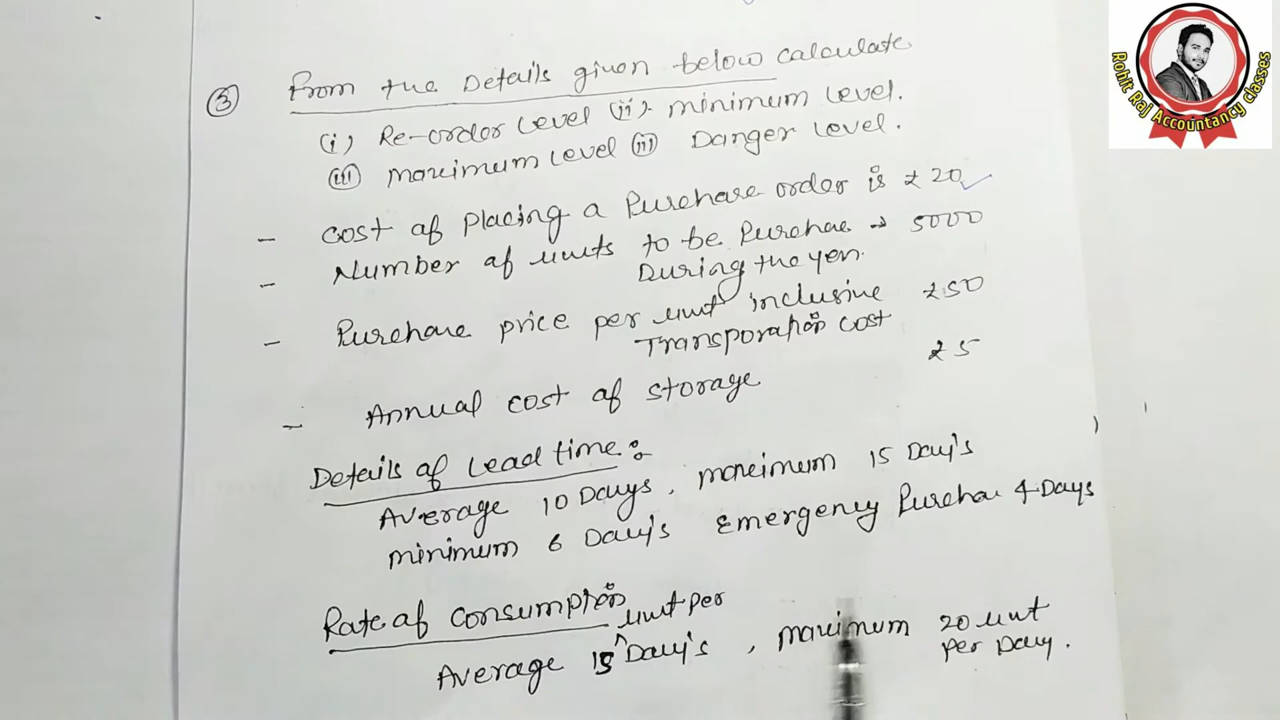 ③ From the Details given below calculate
(i) Re-order Level (ii) minimum Level.
(iii) maximum Level (iii) Danger Level.
- Cost of Placing a Purchase order is ₹ 20
- Number of units to be Purchase → 5000
During the year.
- Purchase price per unit inclusive ₹50
Transporation cost
- Annual cost of storage ₹ 5
Details of Lead time :-
Average 10 Days, maximum 15 Day's
minimum 6 Day's Emergency Purchase 4 Days
Rate of Consumption
unit per
Average 15 Day's, maximum 20 unit
per Day.
Rohit Raj Accountancy classes